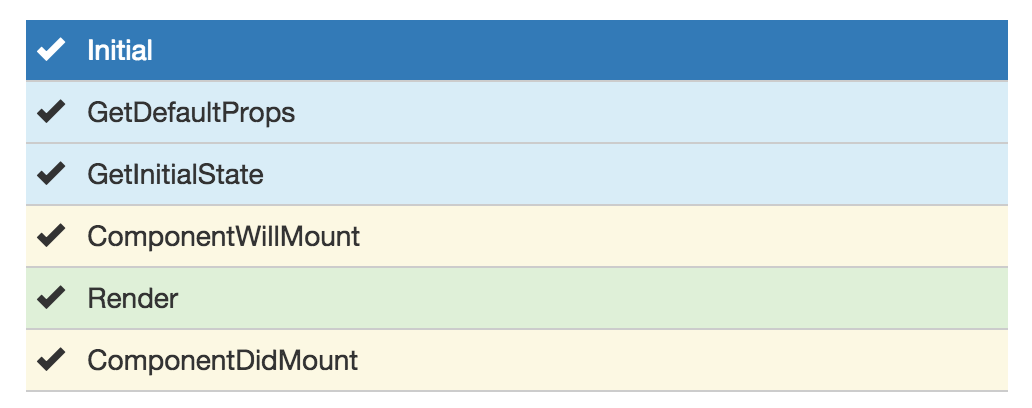 Initial
GetDefaultProps
GetInitialState
ComponentWillMount
Render
ComponentDidMount